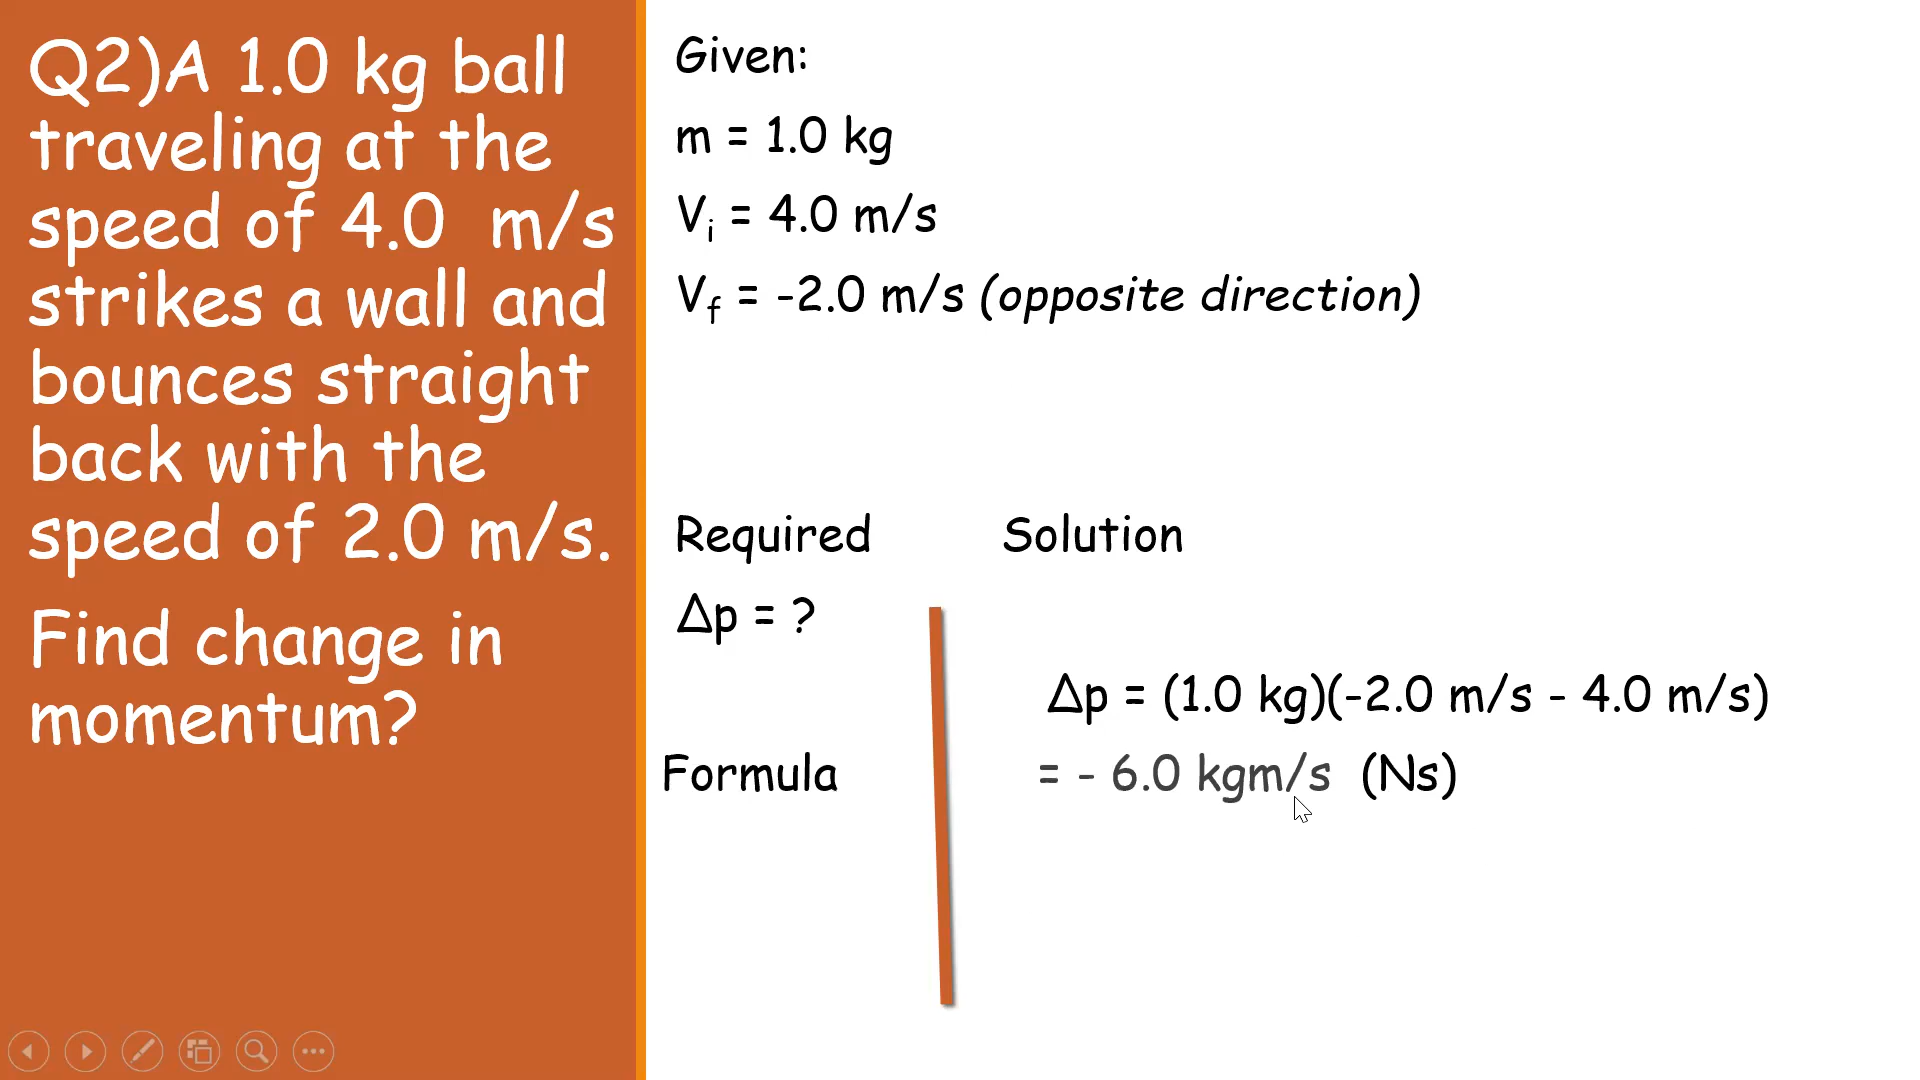 Q2)A 1.0 kg ball
traveling at the
speed of 4.0 m/s
strikes a wall and
bounces straight
back with the
speed of 2.0 m/s.
Find change in
momentum?
Given:
m = 1.0 kg
Vᵢ = 4.0 m/s
V_f = -2.0 m/s (opposite direction)
Required
Δp = ?
Formula
Solution
Δp = (1.0 kg)(-2.0 m/s - 4.0 m/s)
= - 6.0 kgm/s (Ns)